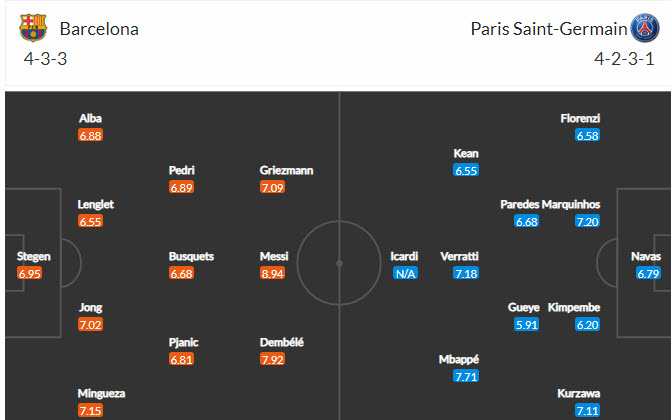 Barcelona
Paris Saint-Germain
4-3-3
4-2-3-1
Alba
6.88
Florenzi
6.58
Kean
6.55
Pedri
6.89
Griezmann
7.09
Lenglet
6.55
Paredes Marquinhos
6.68 7.20
Stegen
6.95
Busquets
6.68
Messi
8.94
Icardi
N/A
Verratti
7.18
Navas
6.79
Jong
7.02
Gueye Kimpembe
5.91 6.20
Pjanic
6.81
Dembélé
7.92
Mbappé
7.71
Mingueza
7.15
Kurzawa
7.11